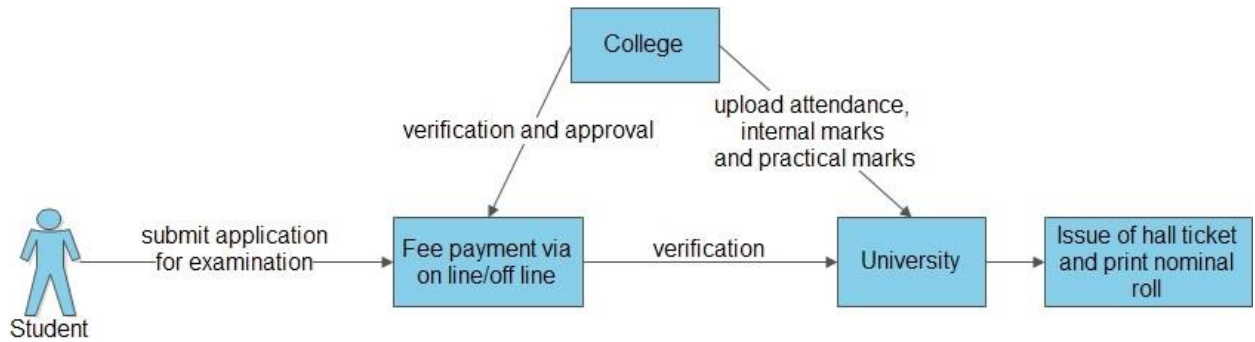 College
verification and approval
upload attendance,
internal marks
and practical marks
submit application
for examination
Student
Fee payment via
on line/off line
verification
University
Issue of hall ticket
and print nominal
roll